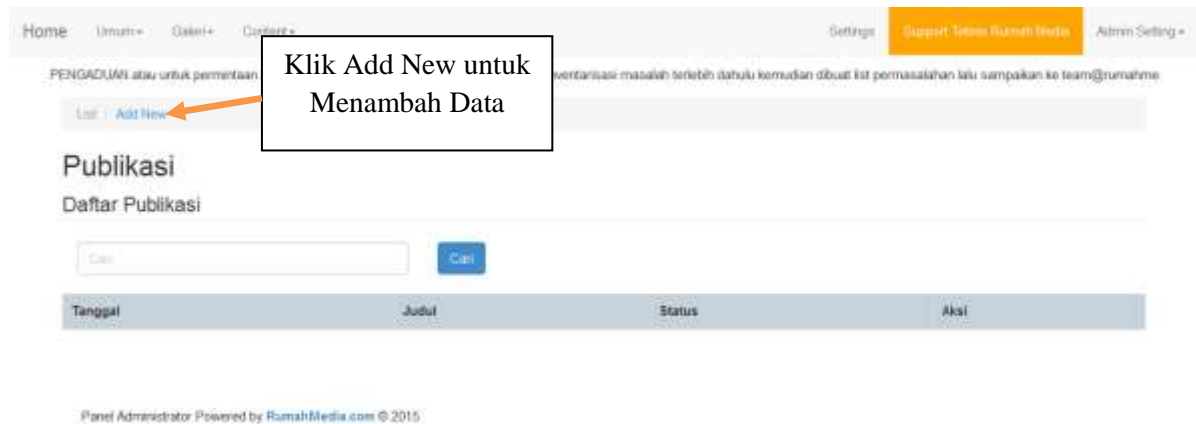 Home Umum Galeri Content Settings Support Teknis Rumah Media Admin Setting
Klik Add New untuk
Menambah Data
PENGADUAN atau untuk permintaan ventarisasi masalah terlebih dahulu kemudian dibuat list permasalahan lalu sampaikan ke team@rumahme
List / Add New
Publikasi
Daftar Publikasi
Cari Cari
Tanggal Judul Status Aksi
Panel Administrator Powered by RumahMedia.com © 2015